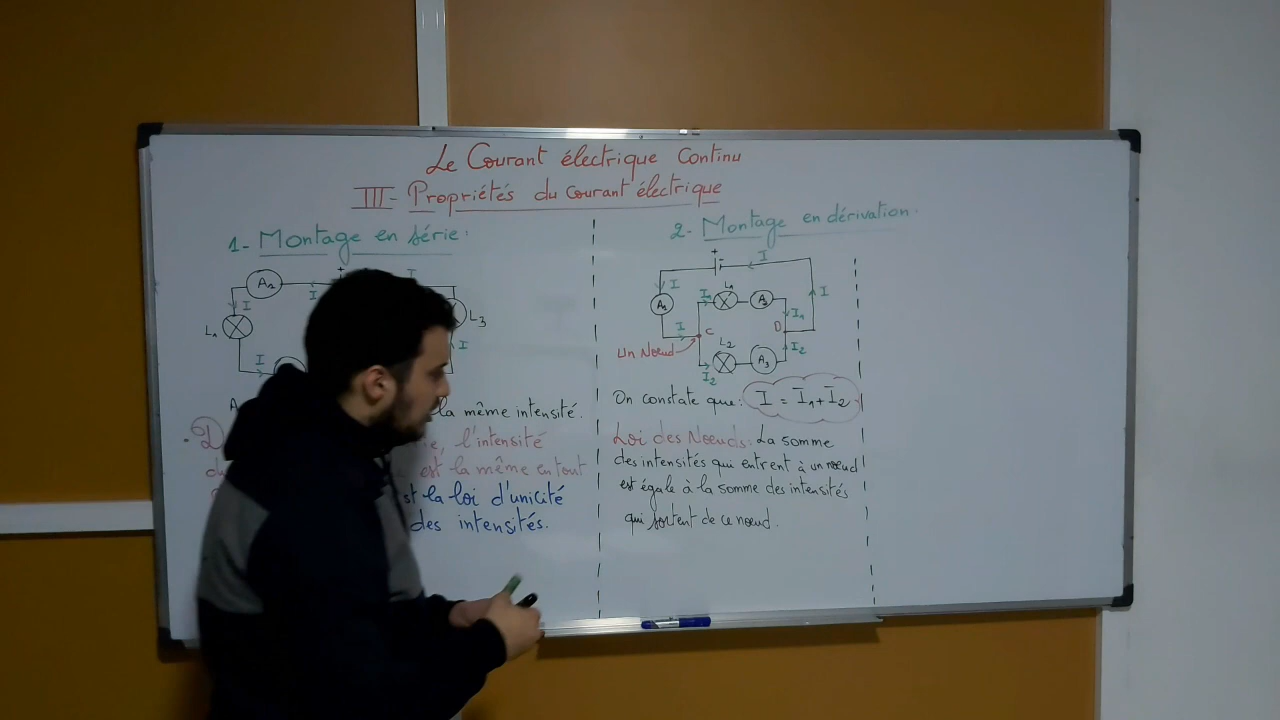 Le Courant électrique Continu
III- Propriétés du courant électrique
1- Montage en série:
A2
+
I
I
I
L1
L3
I
I
A
la même intensité.
- D
l'intensité
est la même en tout
la loi d'unicité
des intensités.
2- Montage en dérivation.
+ -
I
I
I
A1
I1
L1
A2
I1
I
C
D
Un Noeud
L2
I2
A3
I2
On constate que: I = I1 + I2
Loi des Noeuds: La somme
des intensités qui entrent à un nœud
est égale à la somme des intensités
qui sortent de ce nœud.